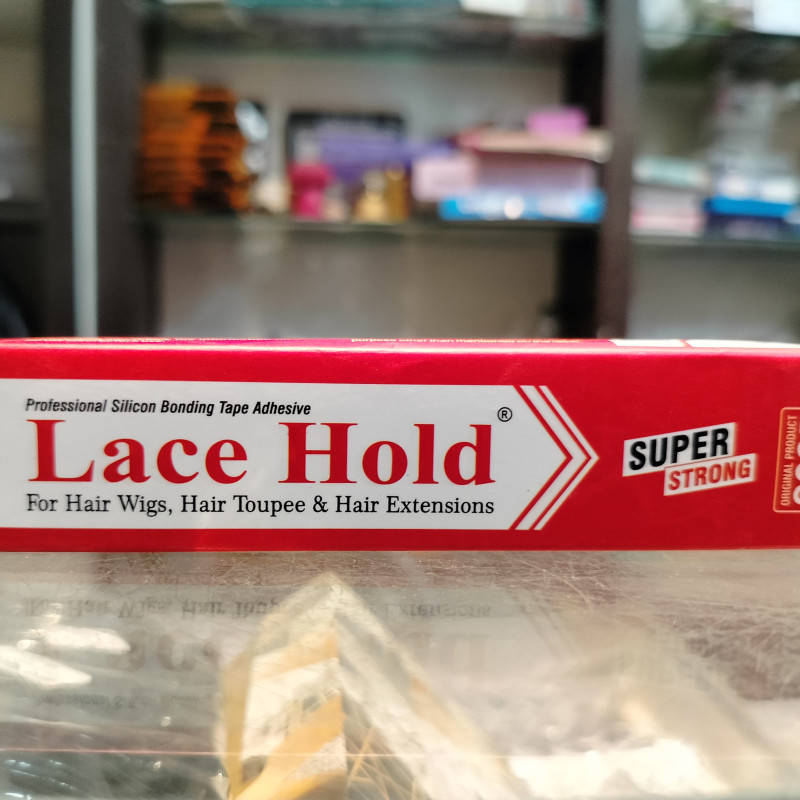 Professional Silicon Bonding Tape Adhesive
Lace Hold®
For Hair Wigs, Hair Toupee & Hair Extensions
SUPER
STRONG
ORIGINAL PRODUCT